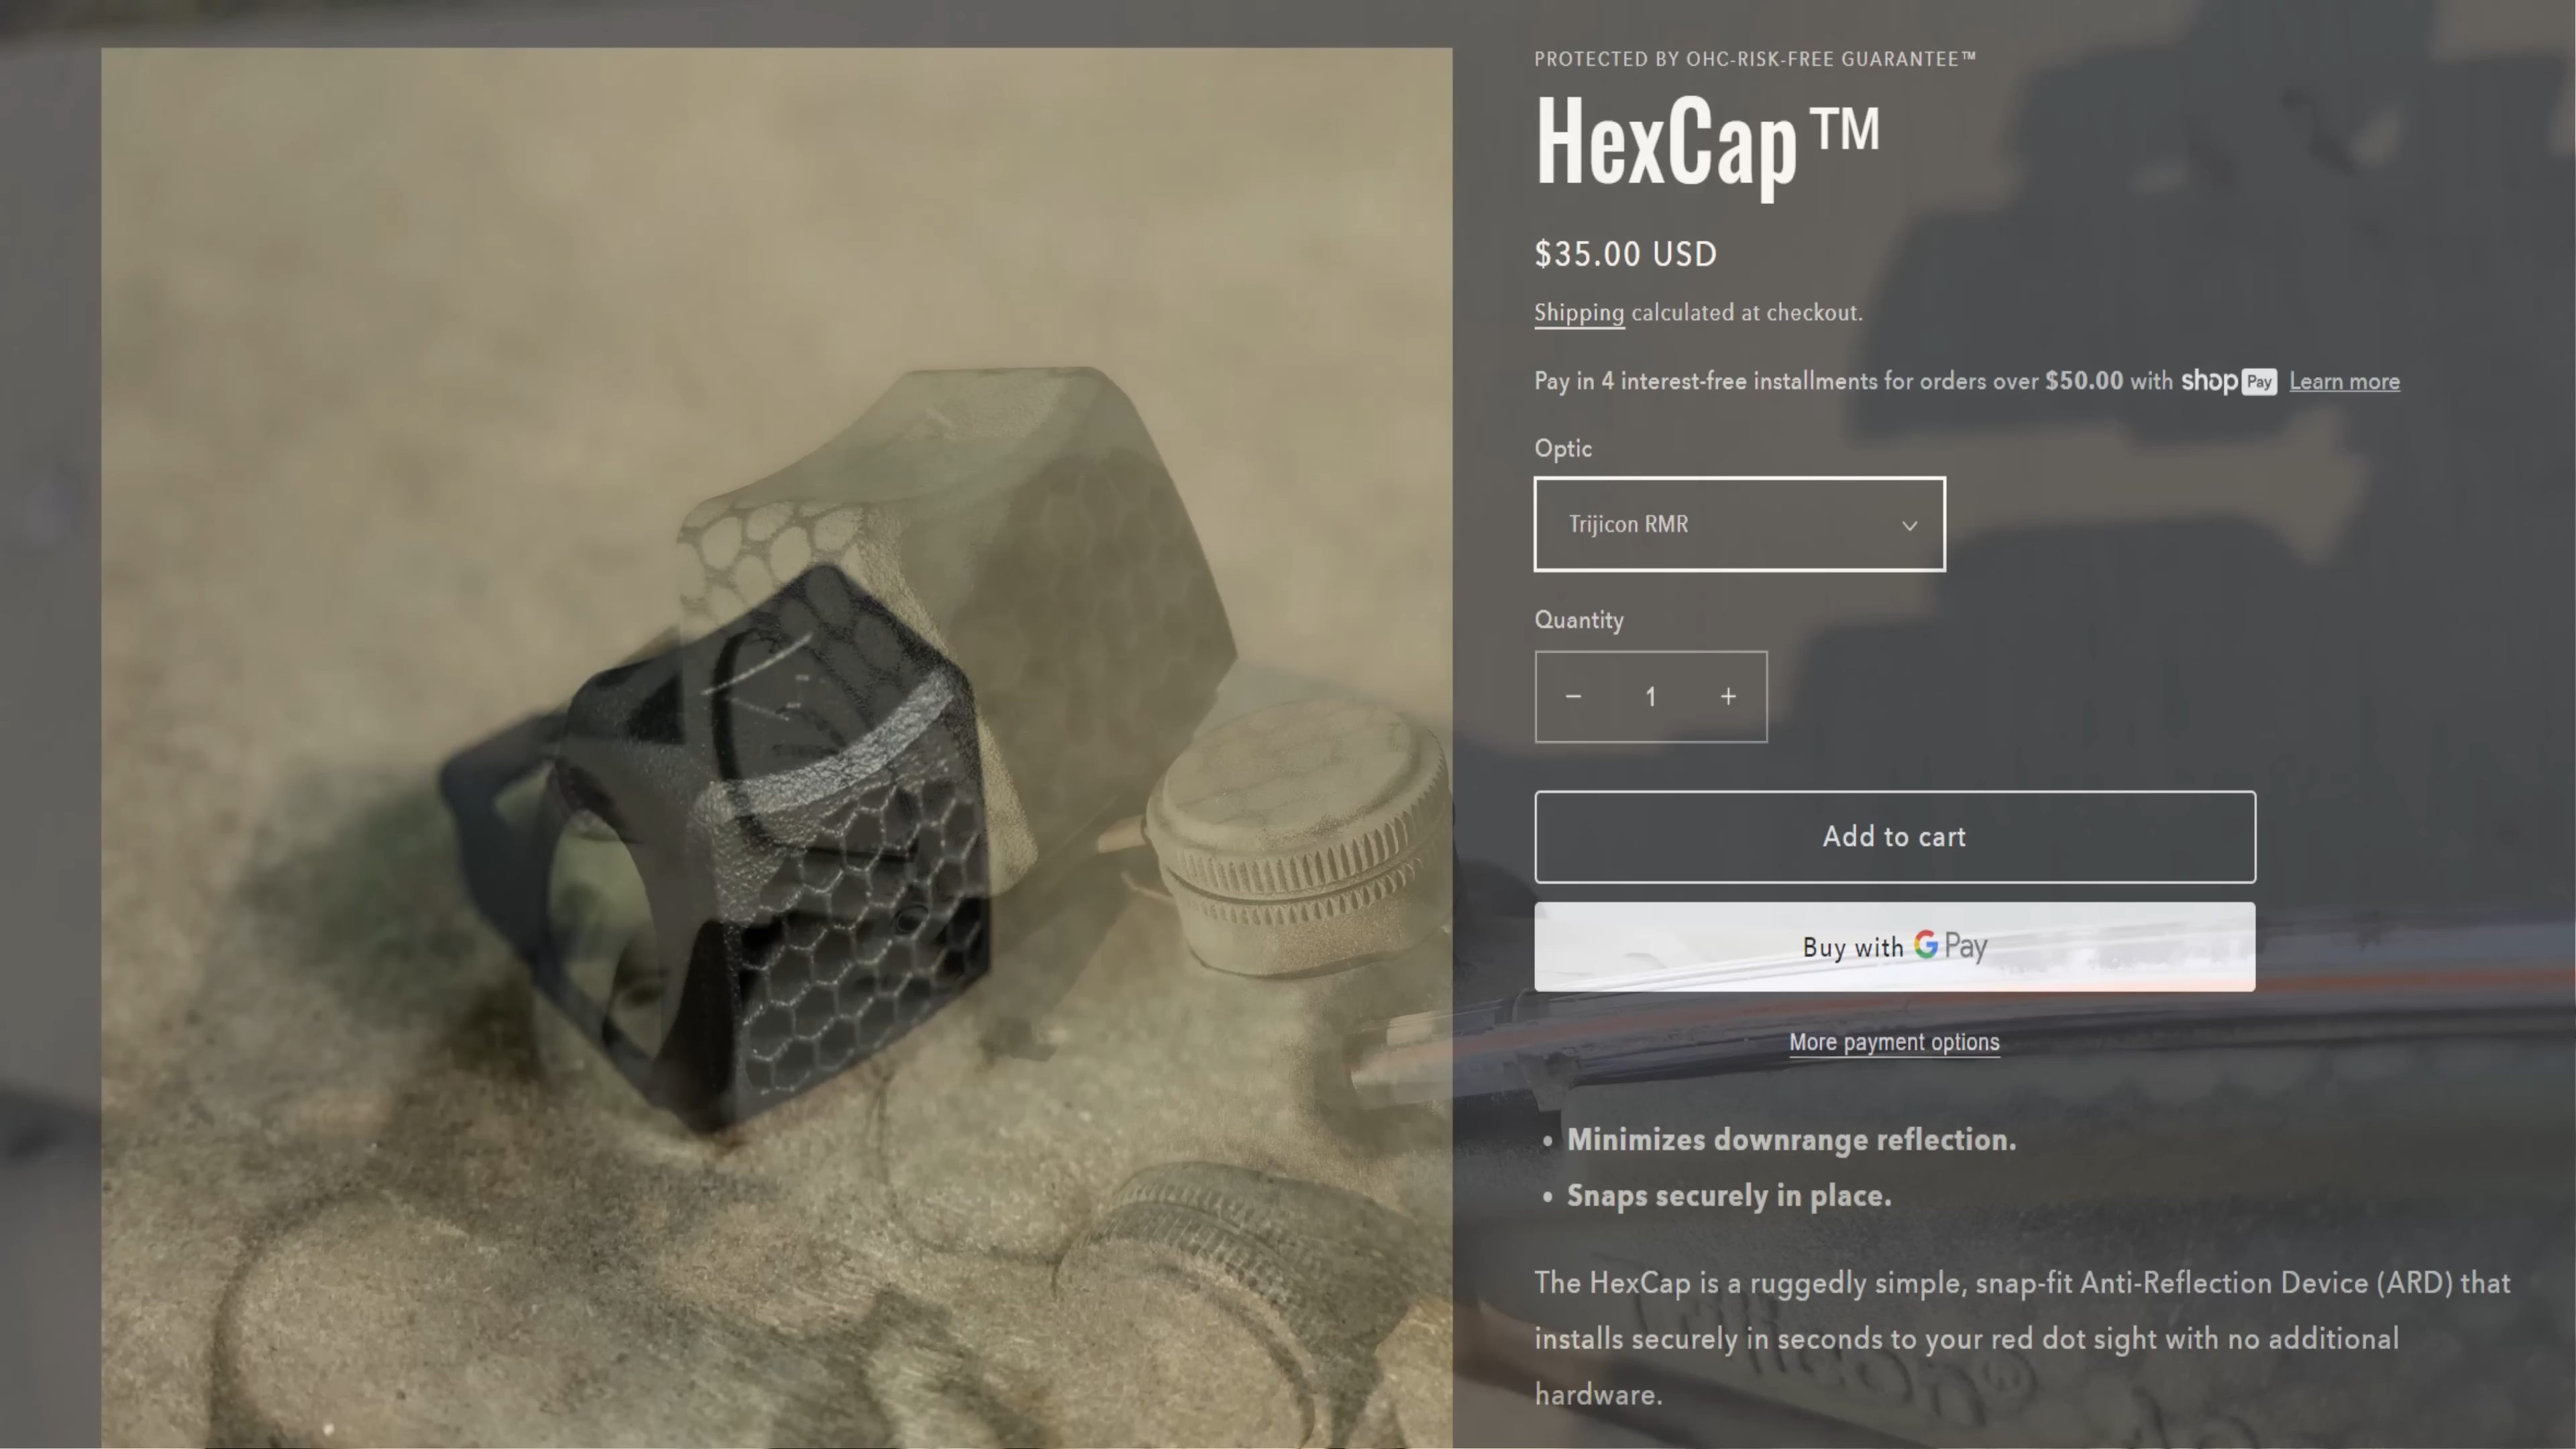 PROTECTED BY OHC-RISK-FREE GUARANTEE™
HexCap™
$35.00 USD
Shipping calculated at checkout.
Pay in 4 interest-free installments for orders over $50.00 with shop Pay Learn more
Optic
Trijicon RMR
Quantity
− 1 +
Add to cart
Buy with G Pay
More payment options
• Minimizes downrange reflection.
• Snaps securely in place.
The HexCap is a ruggedly simple, snap-fit Anti-Reflection Device (ARD) that
installs securely in seconds to your red dot sight with no additional
hardware.